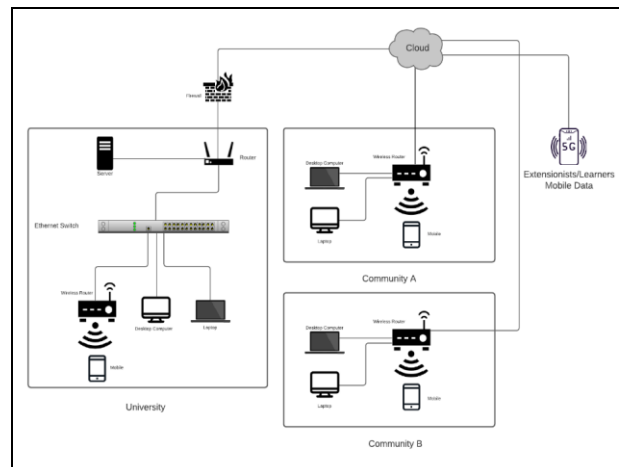 Cloud
Firewall
5G
Extensionists/Learners
Mobile Data
Server
Router
Ethernet Switch
Wireless Router
Desktop Computer
Laptop
Mobile
University
Desktop Computer
Wireless Router
Laptop
Mobile
Community A
Desktop Computer
Wireless Router
Laptop
Mobile
Community B